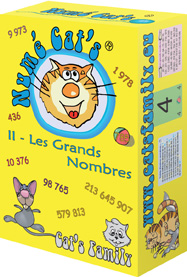 9 973
Numé Cat's®
1 978
436
II - Les Grands
Nombres
10 376
98 765
213 645 907
579 813
Cat's Family
www.catsfamily.eu
4